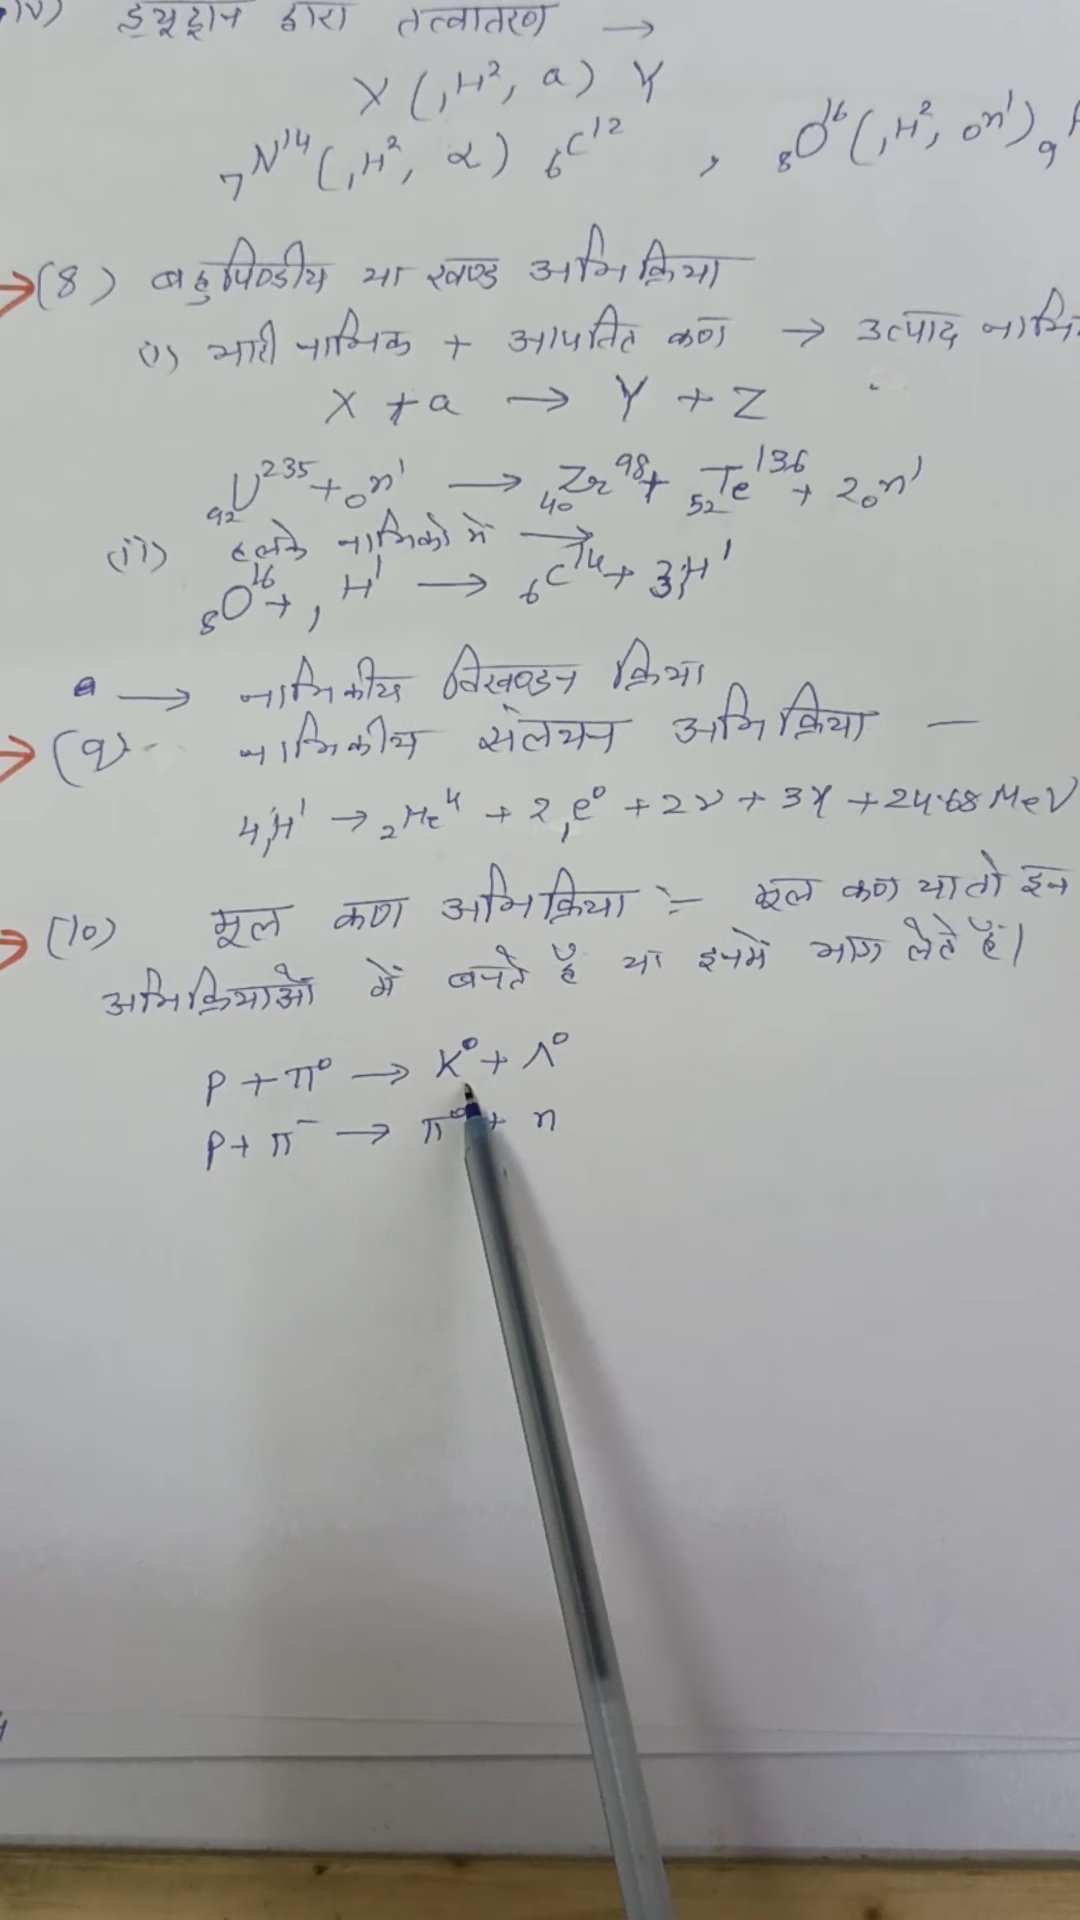 iv) ड्यूट्रान द्वारा तत्वांतरण →
X (₁H², a) Y
₇N¹⁴ (₁H², α) ₆C¹² , ₈O¹⁶ (₁H², ₀n¹) ₉
→ (8) बहुपिण्डीय या खण्ड अभिक्रिया
(i) भारी नाभिक + आपतित कण → उत्पाद नाभि
X + a → Y + Z
₉₂U²³⁵ + ₀n¹ → ₄₀Zr⁹⁸ + ₅₂Te¹³⁶ + 2₀n¹
(ii) हल्के नाभिको में →
₈O¹⁶ + ₁H¹ → ₆C¹⁴ + 3₁H¹
→ नाभिकीय विखण्डन क्रिया
→ (9) नाभिकीय संलयन अभिक्रिया —
4₁H¹ → ₂He⁴ + 2₁e⁰ + 2ν + 3γ + 24.68 MeV
→ (10) मूल कण अभिक्रिया :- मूल कण या तो इन
अभिक्रियाओं में बनते हैं या इनमें भाग लेते हैं।
P + π⁰ → K⁰ + Λ⁰
P + π⁻ → π⁰ + n